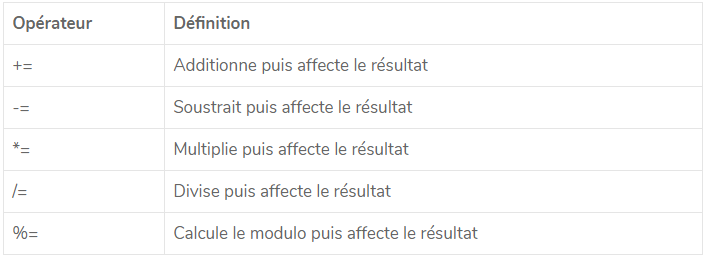 Opérateur Définition
+= Additionne puis affecte le résultat
-= Soustrait puis affecte le résultat
*= Multiplie puis affecte le résultat
/= Divise puis affecte le résultat
%= Calcule le modulo puis affecte le résultat